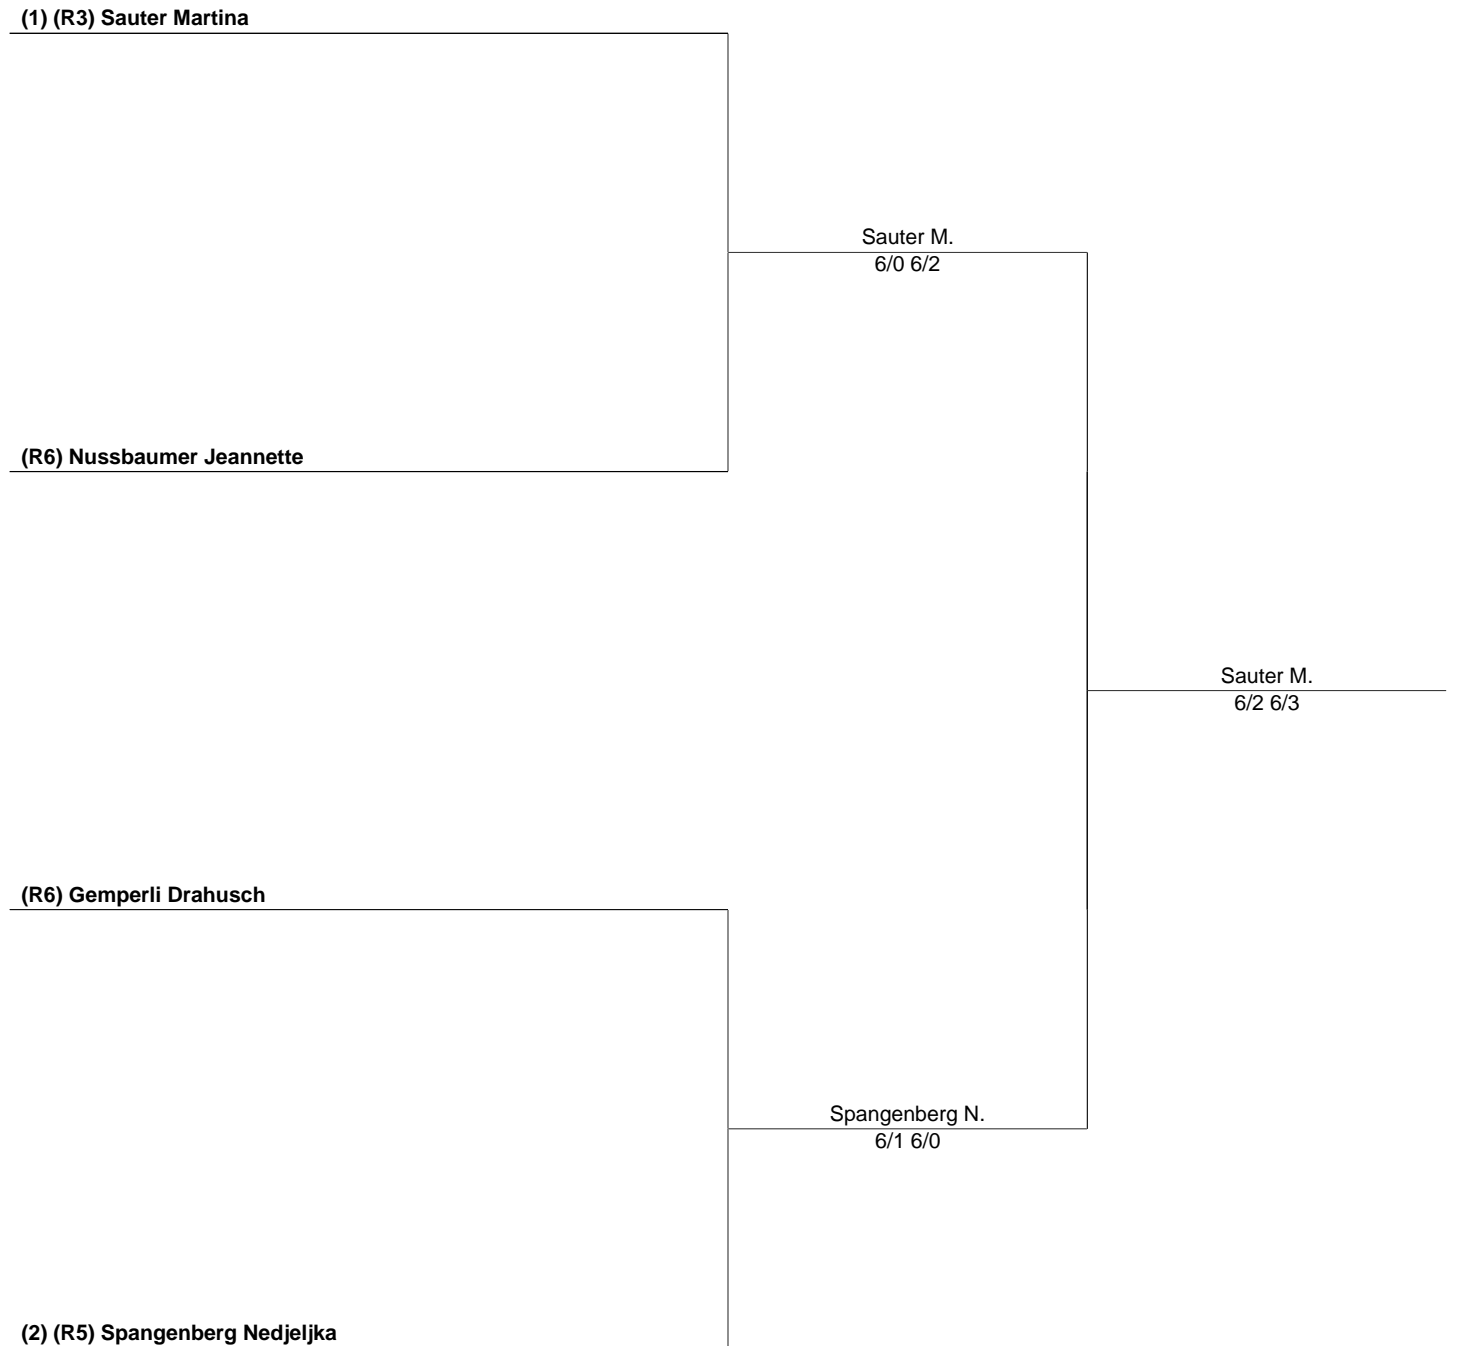 (1) (R3) Sauter Martina
Sauter M.
6/0 6/2
(R6) Nussbaumer Jeannette
Sauter M.
6/2 6/3
(R6) Gemperli Drahusch
Spangenberg N.
6/1 6/0
(2) (R5) Spangenberg Nedjeljka